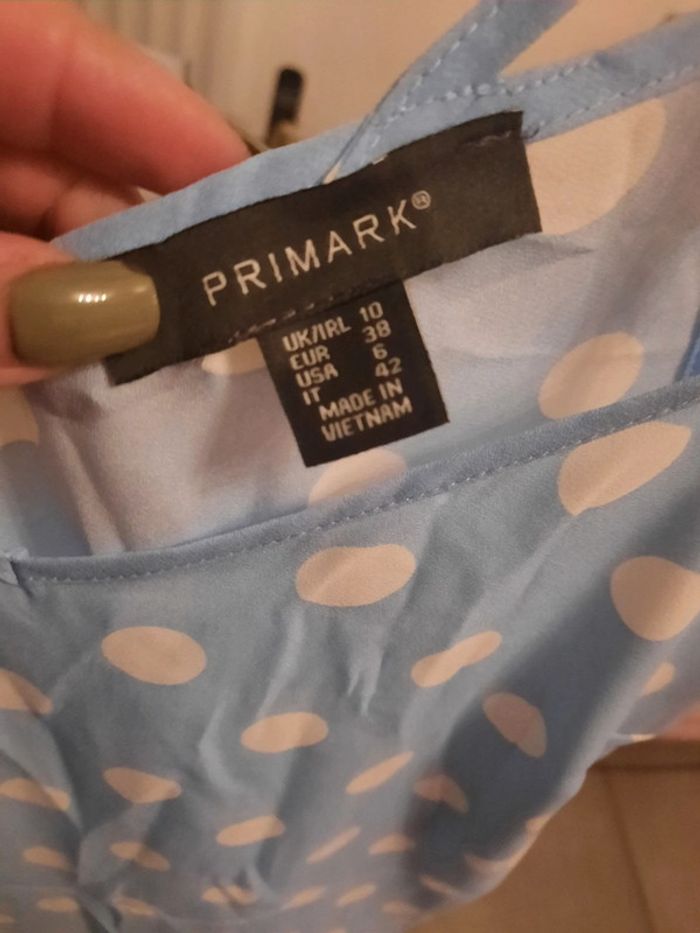 PRIMARK®
UK/IRL 10
EUR 38
USA 6
IT 42
MADE IN
VIETNAM